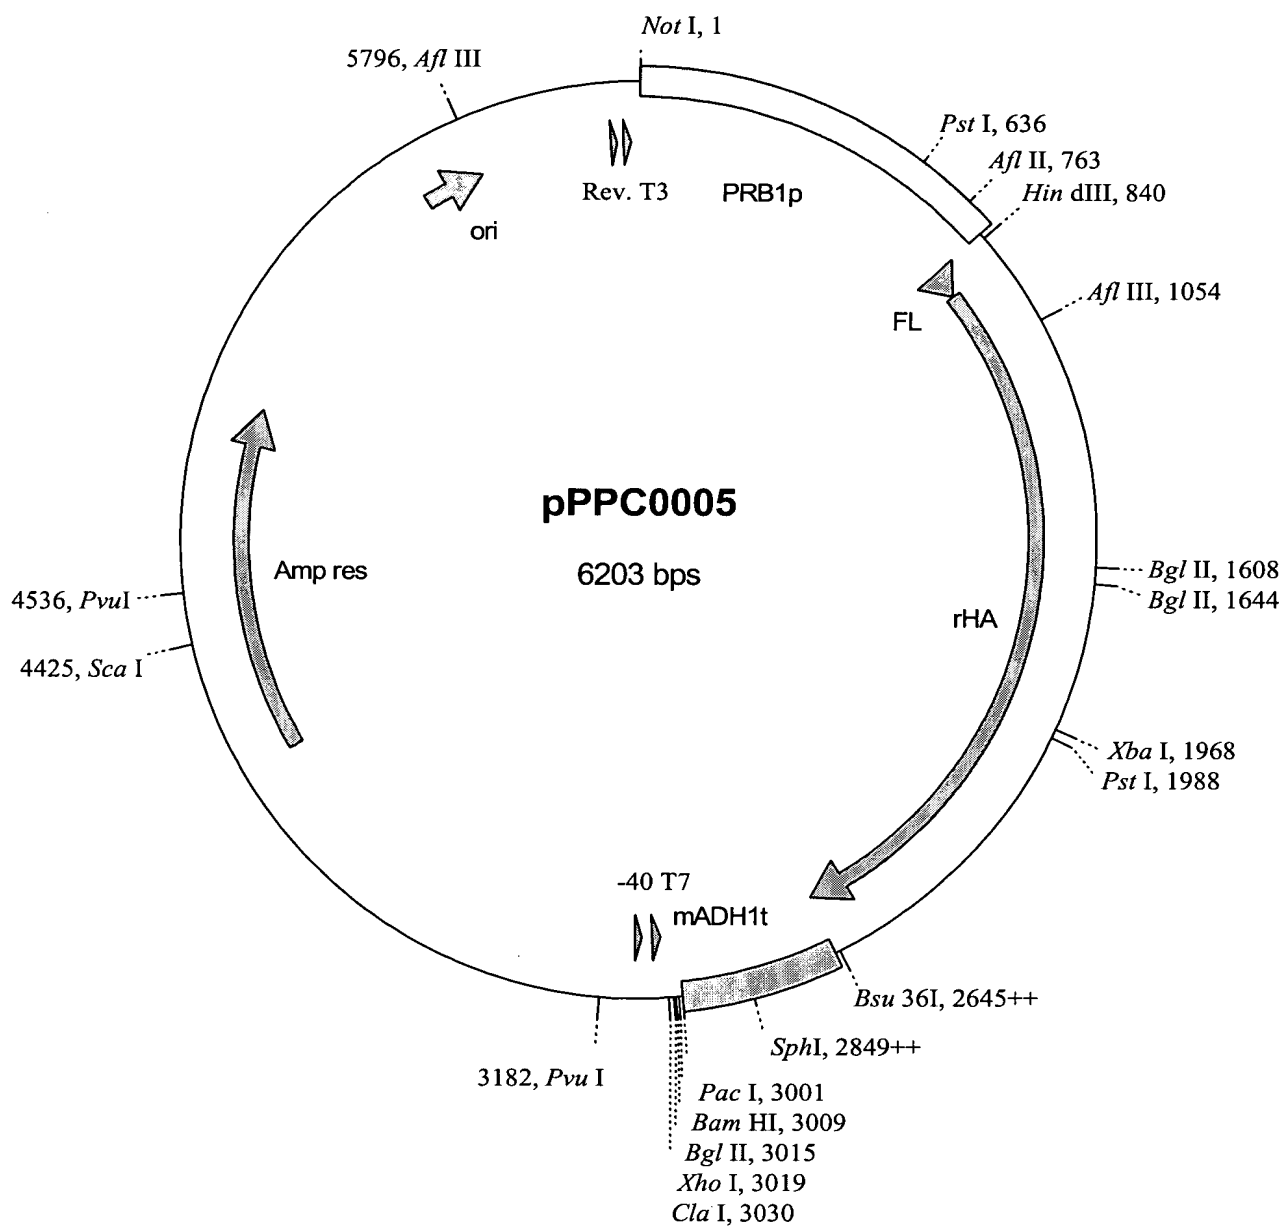 Not I, 1
5796, Afl III
Pst I, 636
Afl II, 763
Hin dIII, 840
Rev. T3
PRB1p
ori
Afl III, 1054
FL
pPPC0005
6203 bps
Amp res
Bgl II, 1608
Bgl II, 1644
4536, PvuI
rHA
4425, Sca I
Xba I, 1968
Pst I, 1988
-40 T7
mADH1t
Bsu 36I, 2645++
SphI, 2849++
3182, Pvu I
Pac I, 3001
Bam HI, 3009
Bgl II, 3015
Xho I, 3019
Cla I, 3030